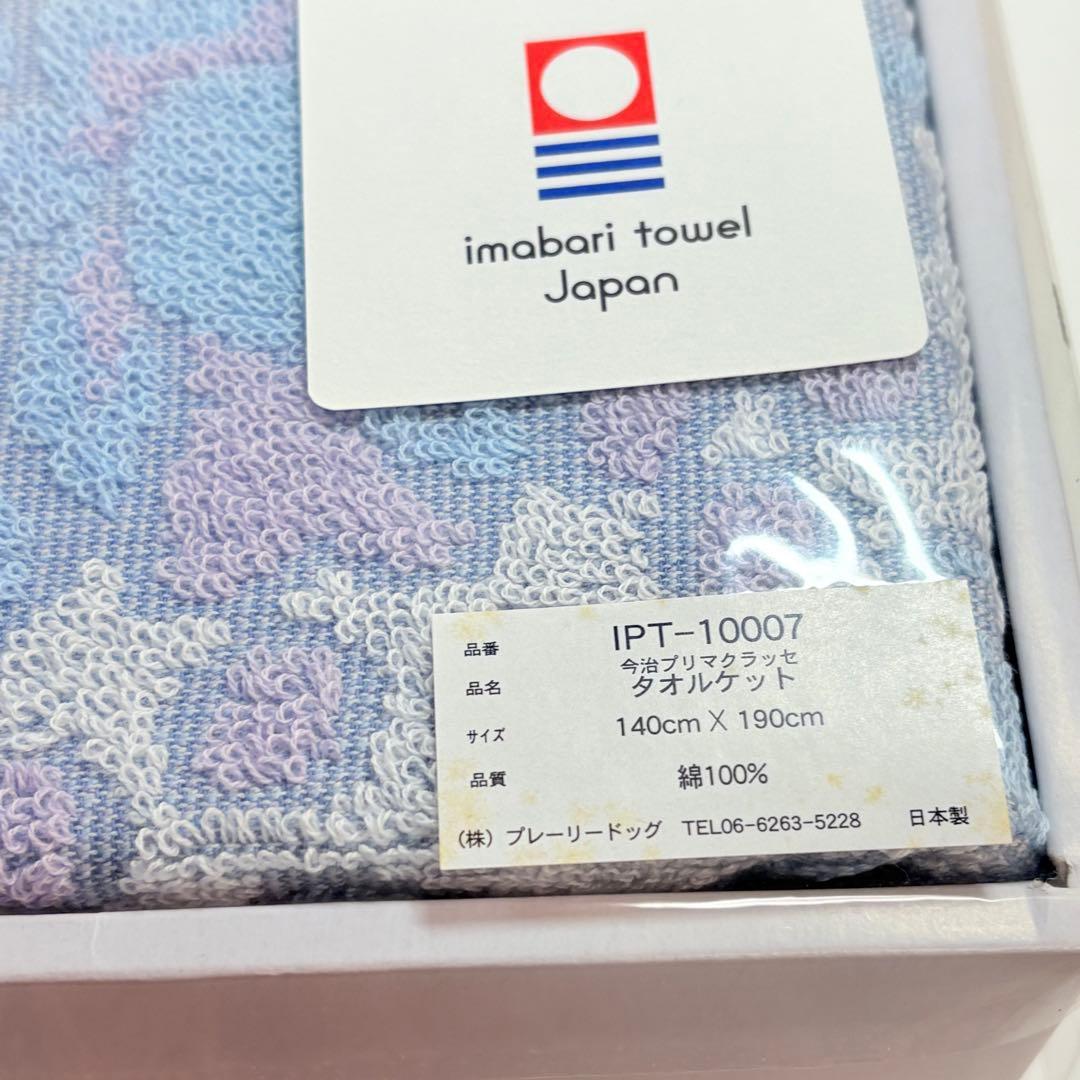 imabari towel
Japan
品番 IPT-10007
今治プリマクラッセ
品名 タオルケット
サイズ 140cm X 190cm
品質 綿100%
(株) プレーリードッグ TEL06-6263-5228 日本製